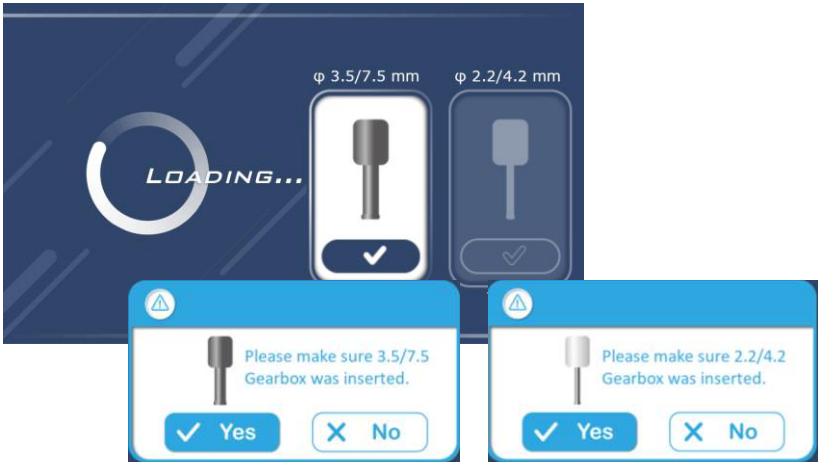 φ 3.5/7.5 mm
φ 2.2/4.2 mm
LOADING...
Please make sure 3.5/7.5
Gearbox was inserted.
Yes
No
Please make sure 2.2/4.2
Gearbox was inserted.
Yes
No